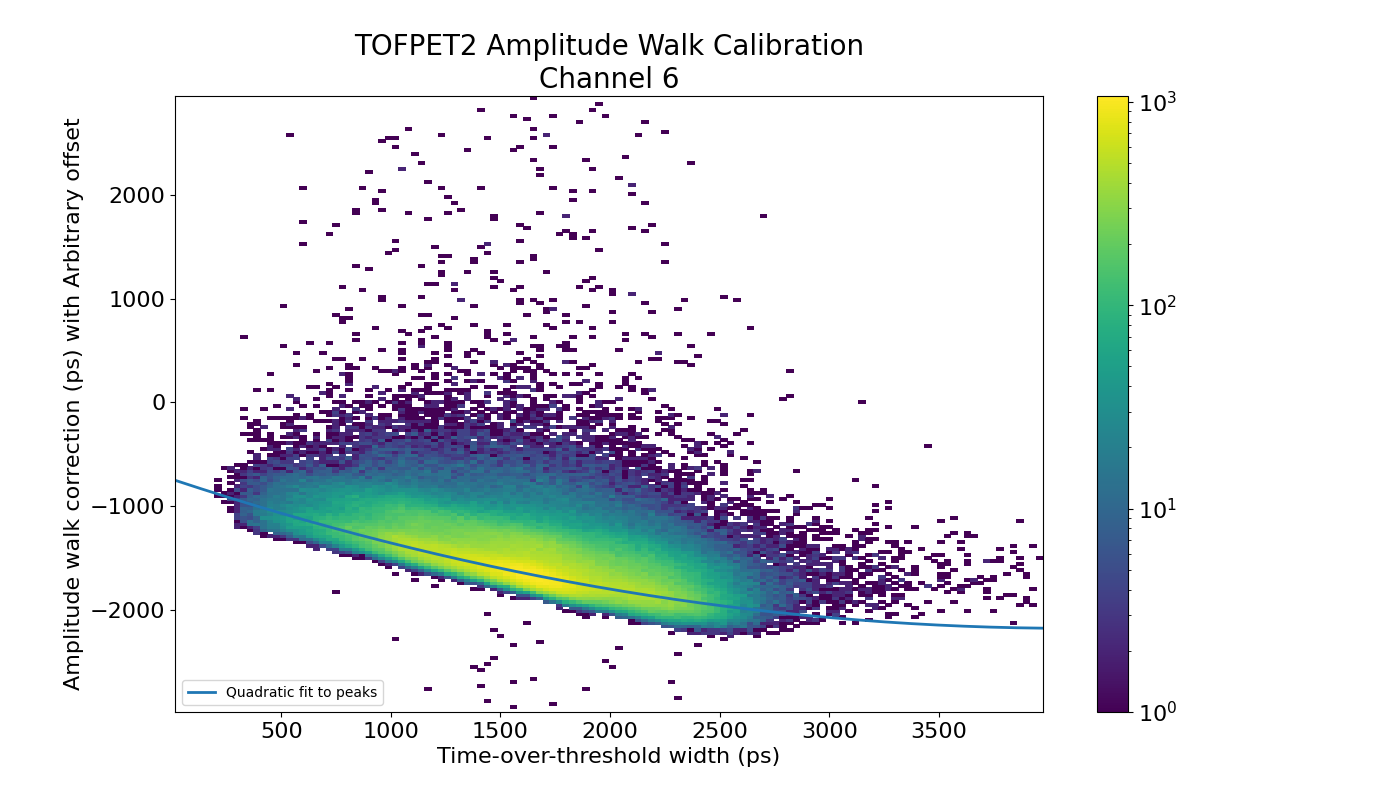 TOFPET2 Amplitude Walk Calibration
Channel 6
Amplitude walk correction (ps) with Arbitrary offset
2000
1000
0
−1000
−2000
Quadratic fit to peaks
500 1000 1500 2000 2500 3000 3500
Time-over-threshold width (ps)
10³
10²
10¹
10⁰